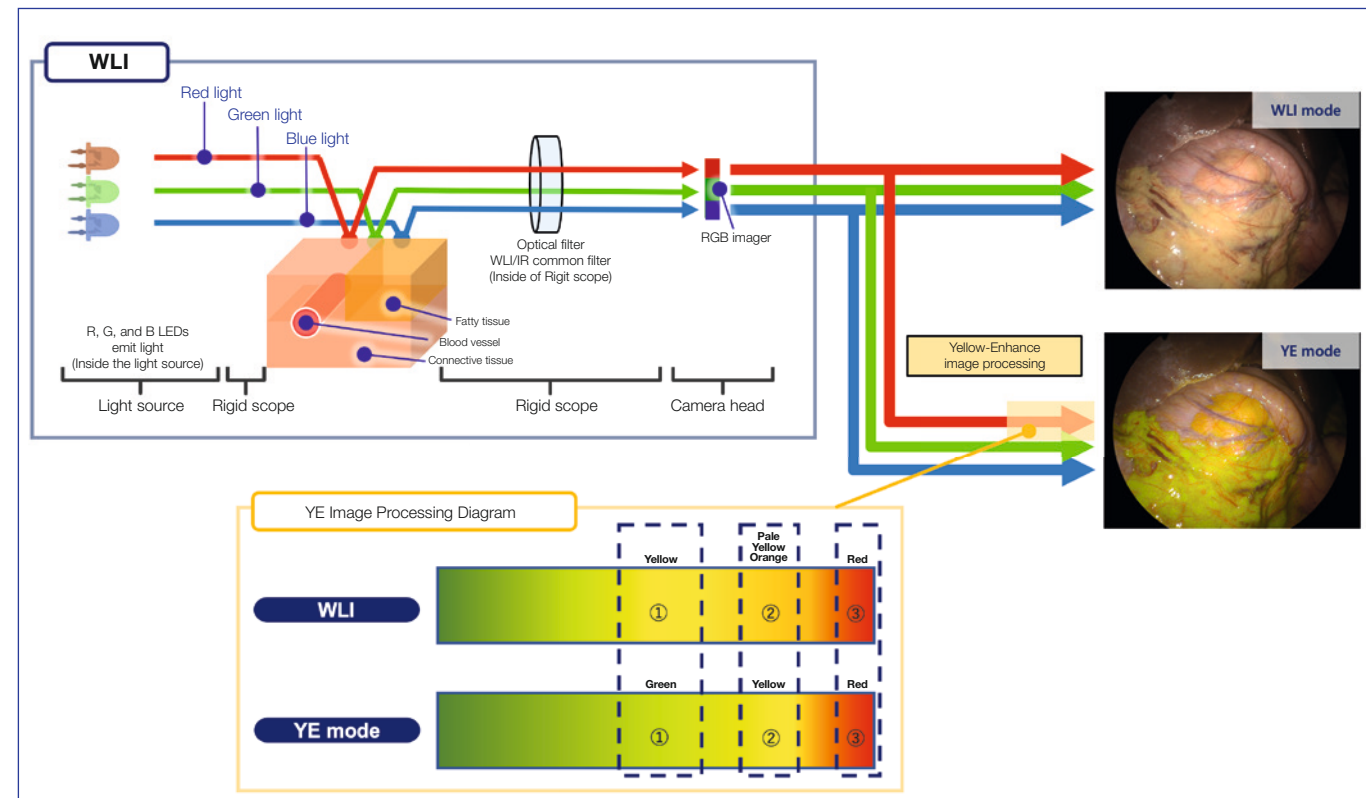 WLI
Red light
Green light
Blue light
WLI mode
RGB imager
Optical filter
WLI/IR common filter
(Inside of Rigit scope)
Fatty tissue
Blood vessel
Connective tissue
R, G, and B LEDs
emit light
(Inside the light source)
Light source
Rigid scope
Rigid scope
Camera head
Yellow-Enhance
image processing
YE mode
YE Image Processing Diagram
Yellow
Pale
Yellow
Orange
Red
WLI
①
②
③
Green
Yellow
Red
YE mode
①
②
③